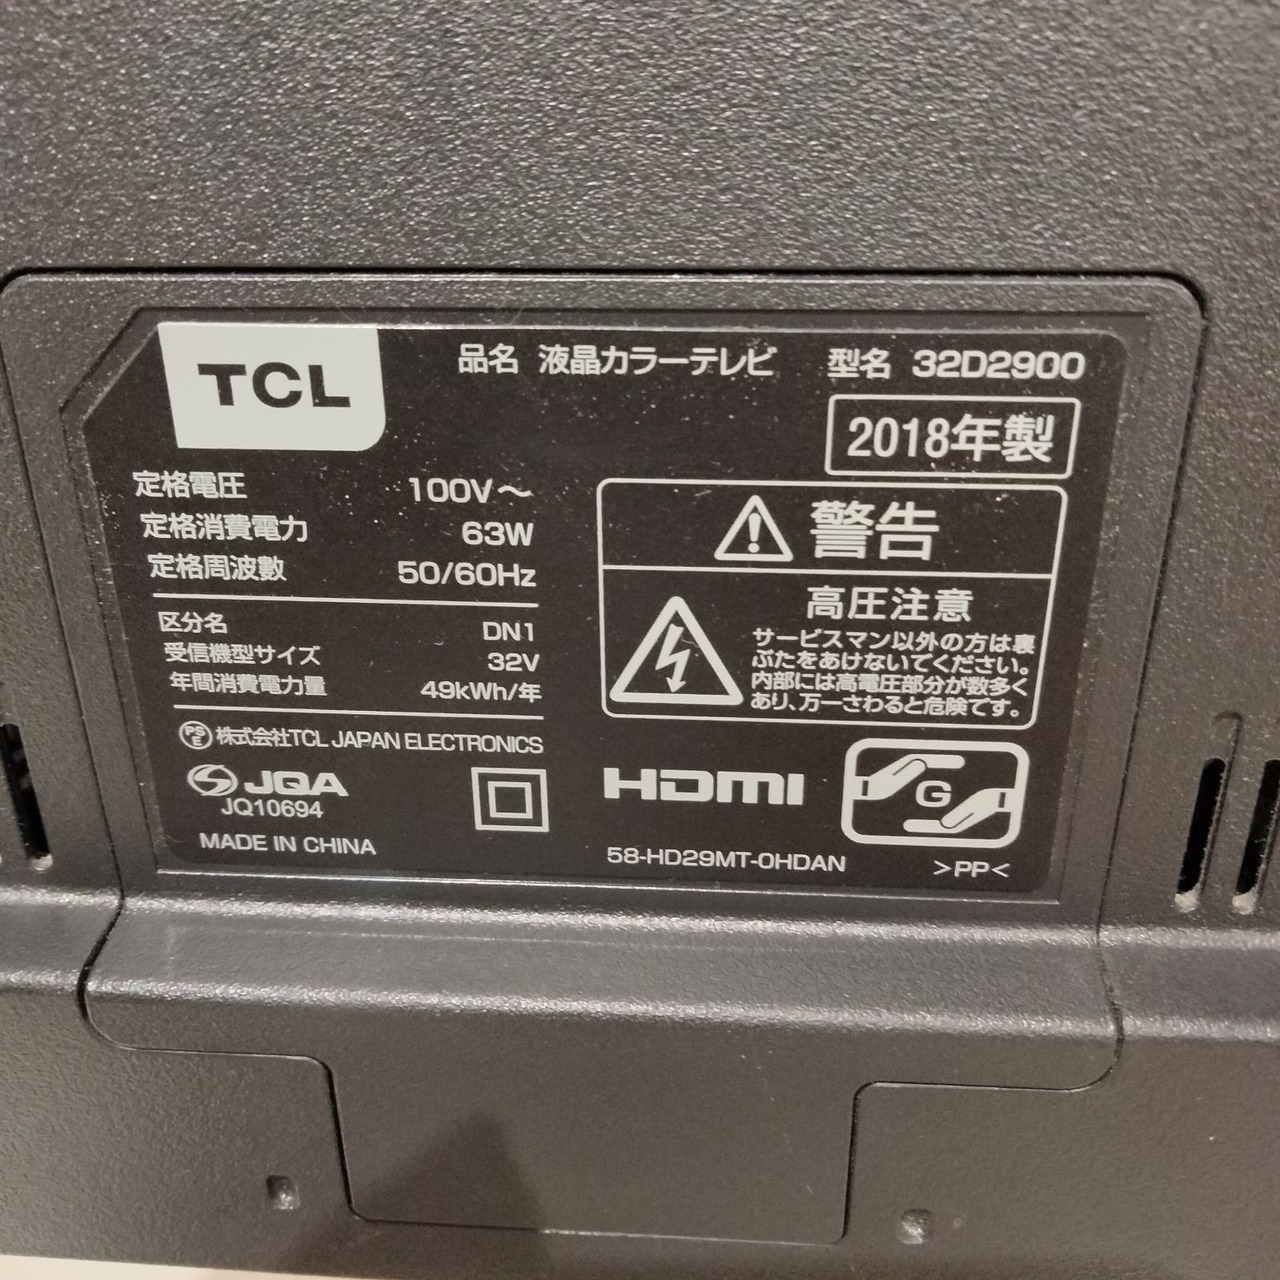 TCL
品名 液晶カラーテレビ 型名 32D2900
2018年製
定格電圧 100V～
定格消費電力 63W
定格周波数 50/60Hz
区分名 DN1
受信機型サイズ 32V
年間消費電力量 49kWh/年
PSE 株式会社TCL JAPAN ELECTRONICS
JQA
JQ10694
MADE IN CHINA
警告
高圧注意
サービスマン以外の方は裏
ぶたをあけないでください。
内部には高電圧部分が数多く
あり、万一さわると危険です。
HDMI
G
58-HD29MT-0HDAN
>PP<